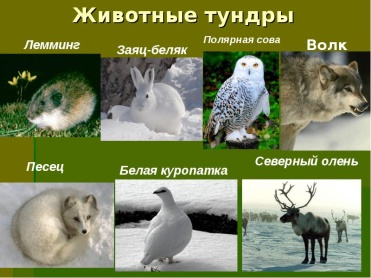 Животные тундры
Лемминг
Заяц-беляк
Полярная сова
Волк
Песец
Белая куропатка
Северный олень